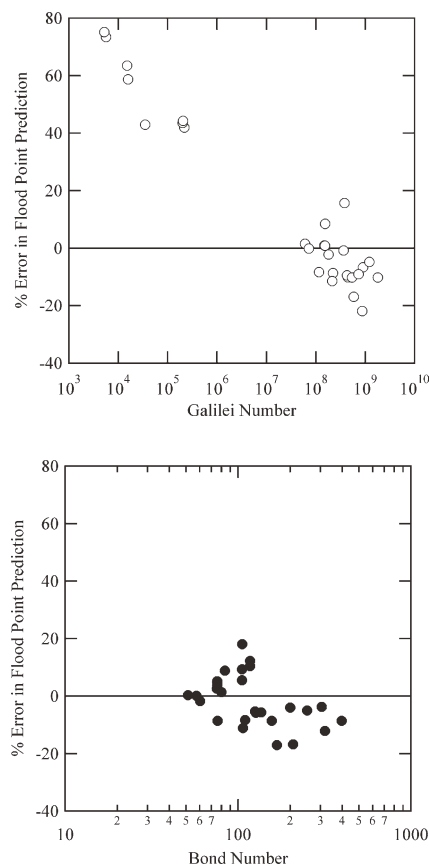 80
60
40
20
0
-20
-40
% Error in Flood Point Prediction
10³ 10⁴ 10⁵ 10⁶ 10⁷ 10⁸ 10⁹ 10¹⁰
Galilei Number
80
60
40
20
0
-20
-40
% Error in Flood Point Prediction
10 2 3 4 5 6 7 100 2 3 4 5 6 7 1000
Bond Number